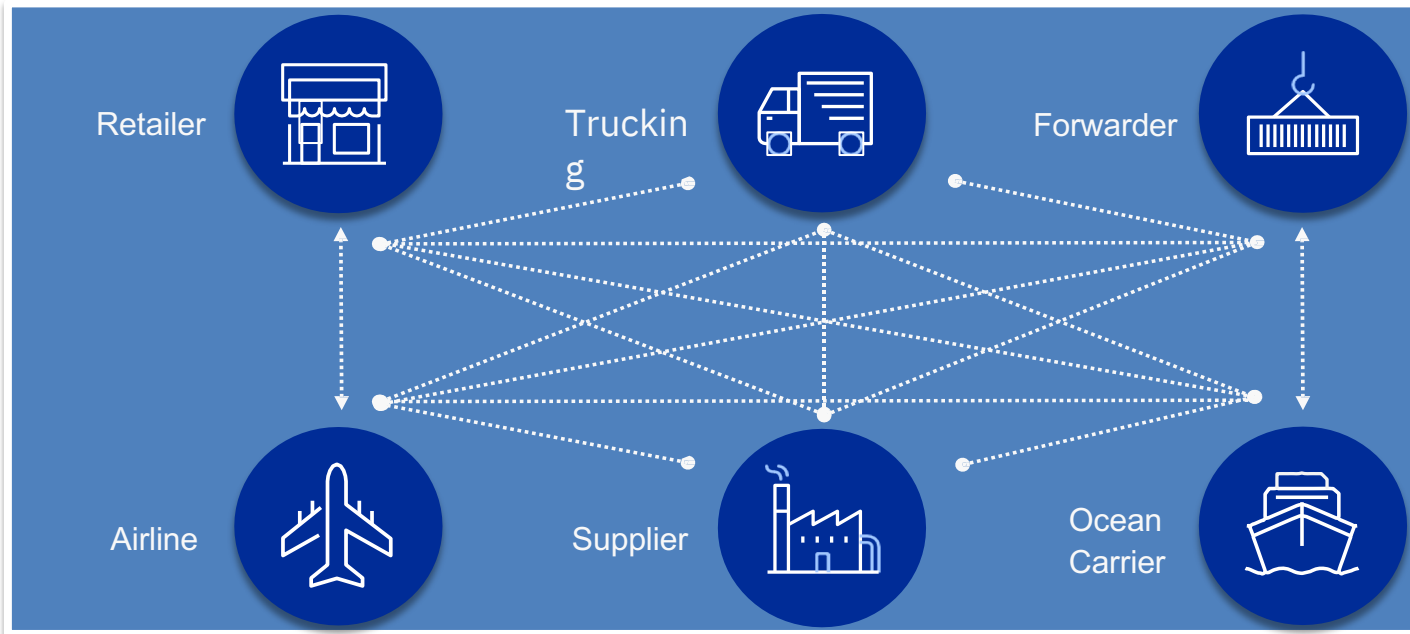 Retailer
Truckin
g
Forwarder
Airline
Supplier
Ocean
Carrier